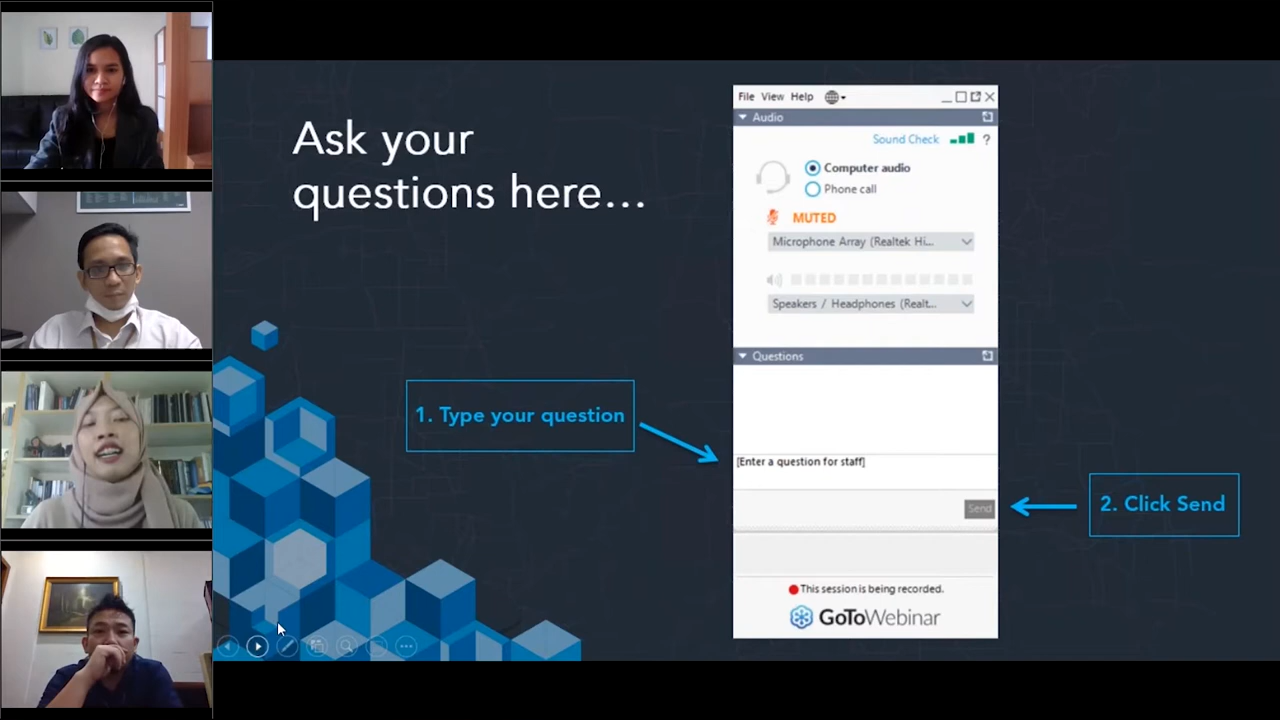 Ask your
questions here...
File View Help
Audio
Sound Check ?
Computer audio
Phone call
MUTED
Microphone Array (Realtek Hi...
Speakers / Headphones (Realt...
Questions
1. Type your question
[Enter a question for staff]
Send
2. Click Send
This session is being recorded.
GoToWebinar